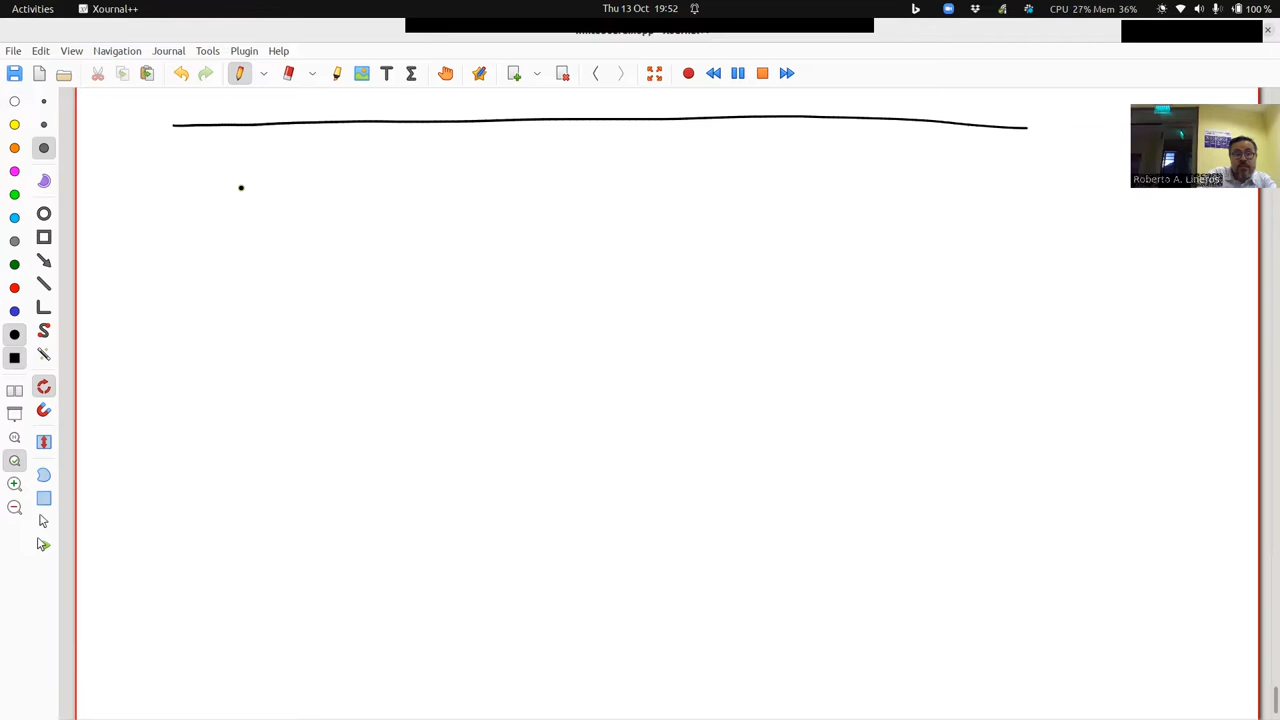 Activities Xournal++ Thu 13 Oct 19:52 CPU 27% Mem 36% 100 %
File Edit View Navigation Journal Tools Plugin Help
Roberto A. Lineros